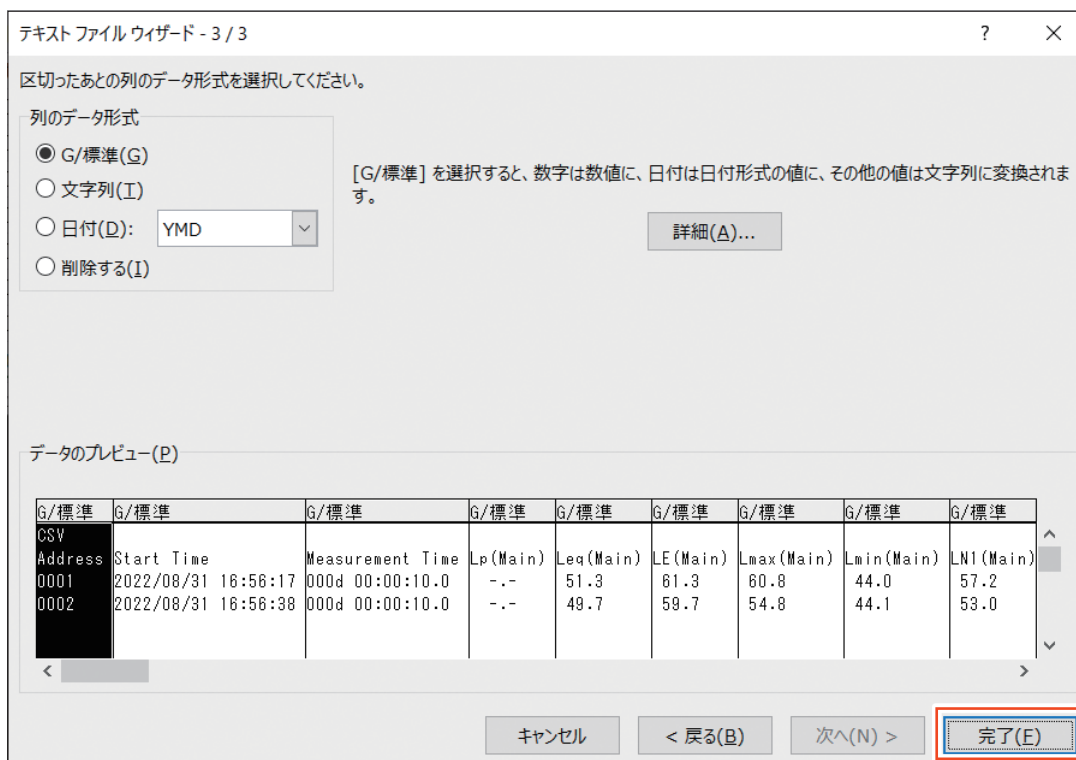 テキスト ファイル ウィザード - 3 / 3 ? ×
区切ったあとの列のデータ形式を選択してください。
列のデータ形式
G/標準(G)
文字列(T)
日付(D): YMD
削除する(I)
[G/標準] を選択すると、数字は数値に、日付は日付形式の値に、その他の値は文字列に変換されま
す。
詳細(A)...
データのプレビュー(P)
G/標準 G/標準 G/標準 G/標準 G/標準 G/標準 G/標準 G/標準 G/標準
CSV
Address Start Time Measurement Time Lp(Main) Leq(Main) LE(Main) Lmax(Main) Lmin(Main) LN1(Main)
0001 2022/08/31 16:56:17 000d 00:00:10.0 -.- 51.3 61.3 60.8 44.0 57.2
0002 2022/08/31 16:56:38 000d 00:00:10.0 -.- 49.7 59.7 54.8 44.1 53.0
キャンセル < 戻る(B) 次へ(N) > 完了(F)